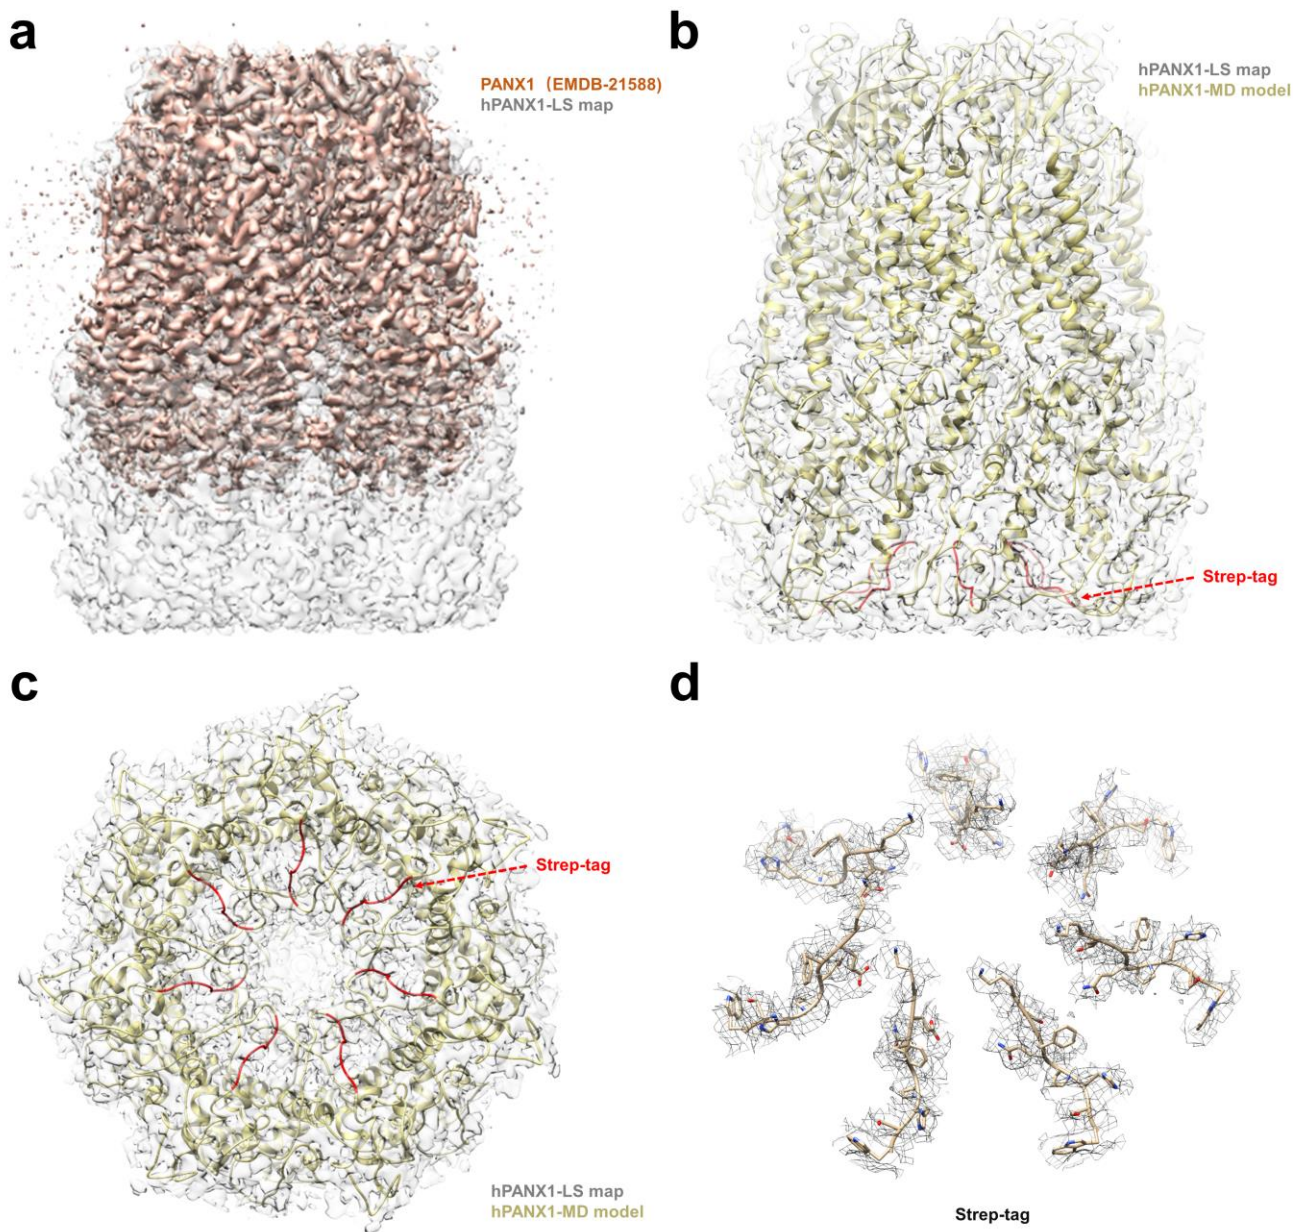 a
PANX1（EMDB-21588)
hPANX1-LS map
b
hPANX1-LS map
hPANX1-MD model
Strep-tag
c
Strep-tag
hPANX1-LS map
hPANX1-MD model
d
Strep-tag